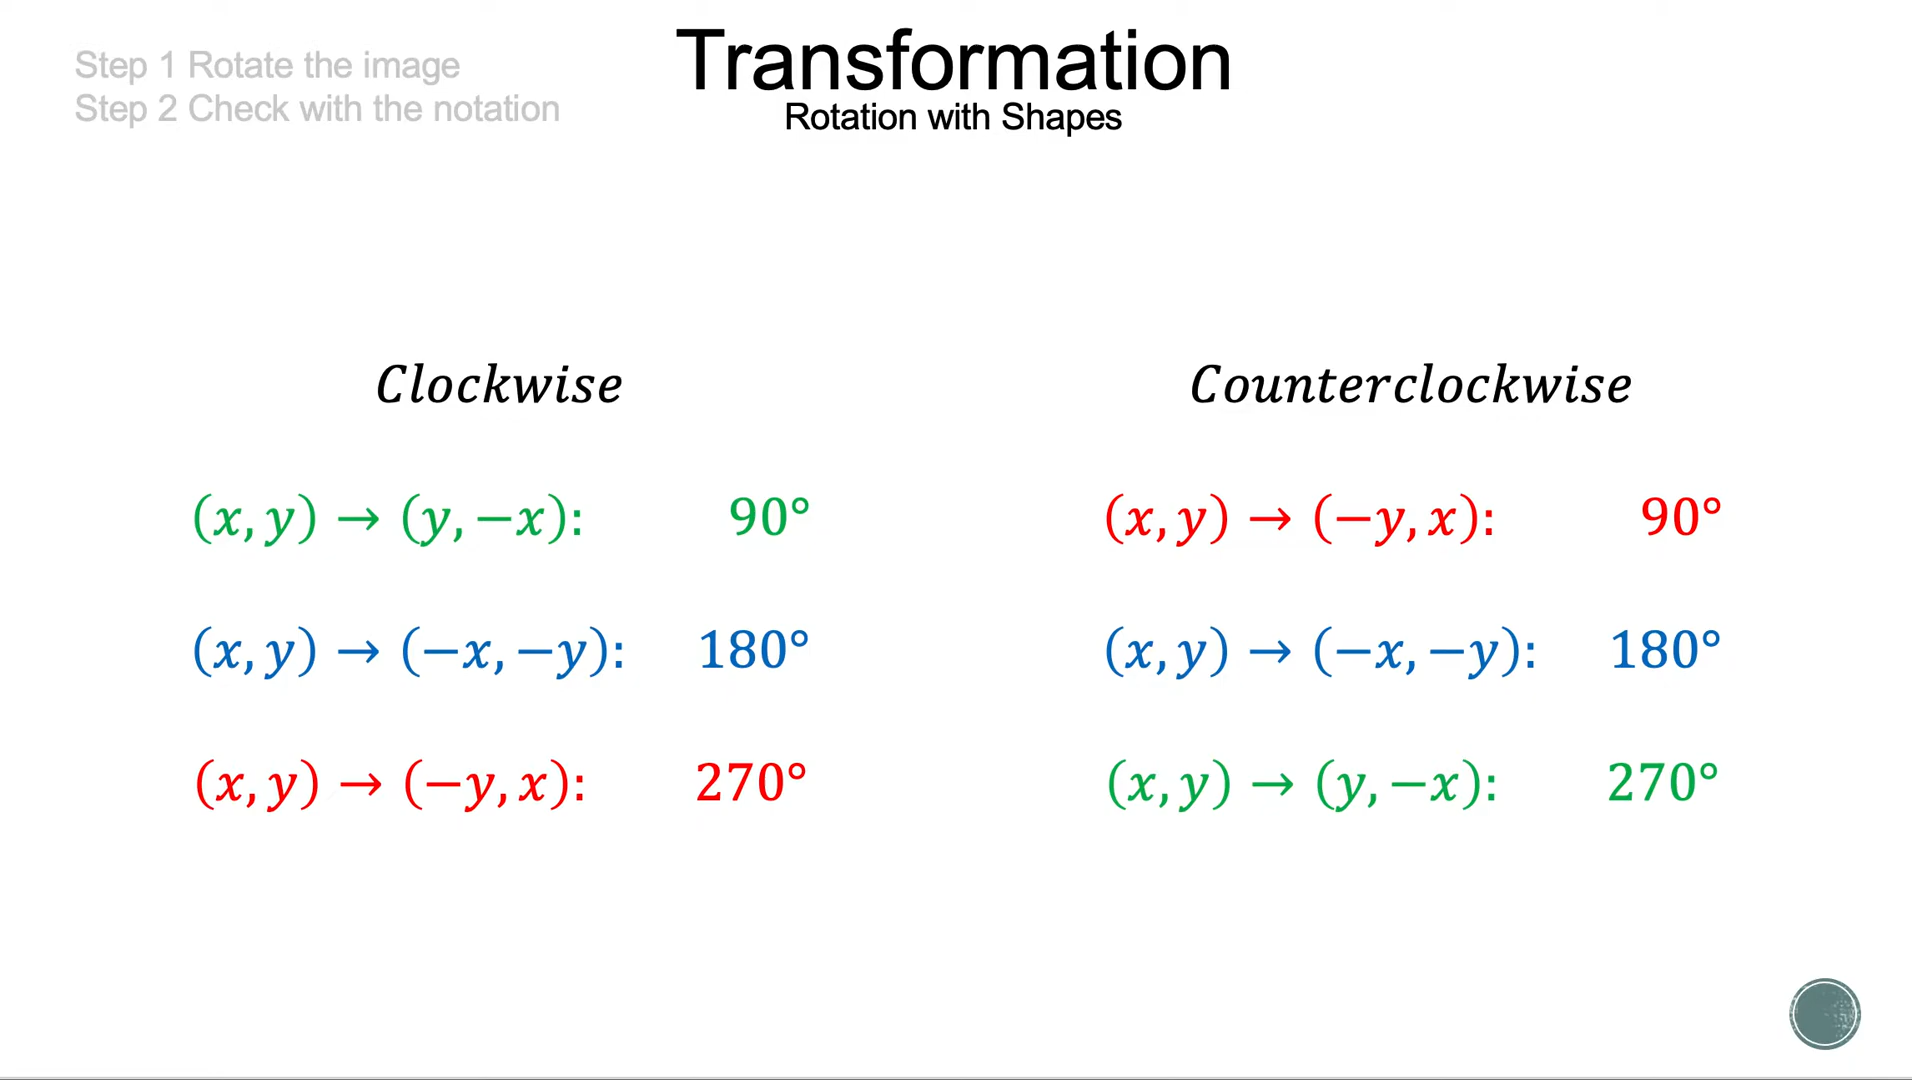 Step 1 Rotate the image
Step 2 Check with the notation
Transformation
Rotation with Shapes
Clockwise
(x, y) → (y, −x): 90°
(x, y) → (−x, −y): 180°
(x, y) → (−y, x): 270°
Counterclockwise
(x, y) → (−y, x): 90°
(x, y) → (−x, −y): 180°
(x, y) → (y, −x): 270°